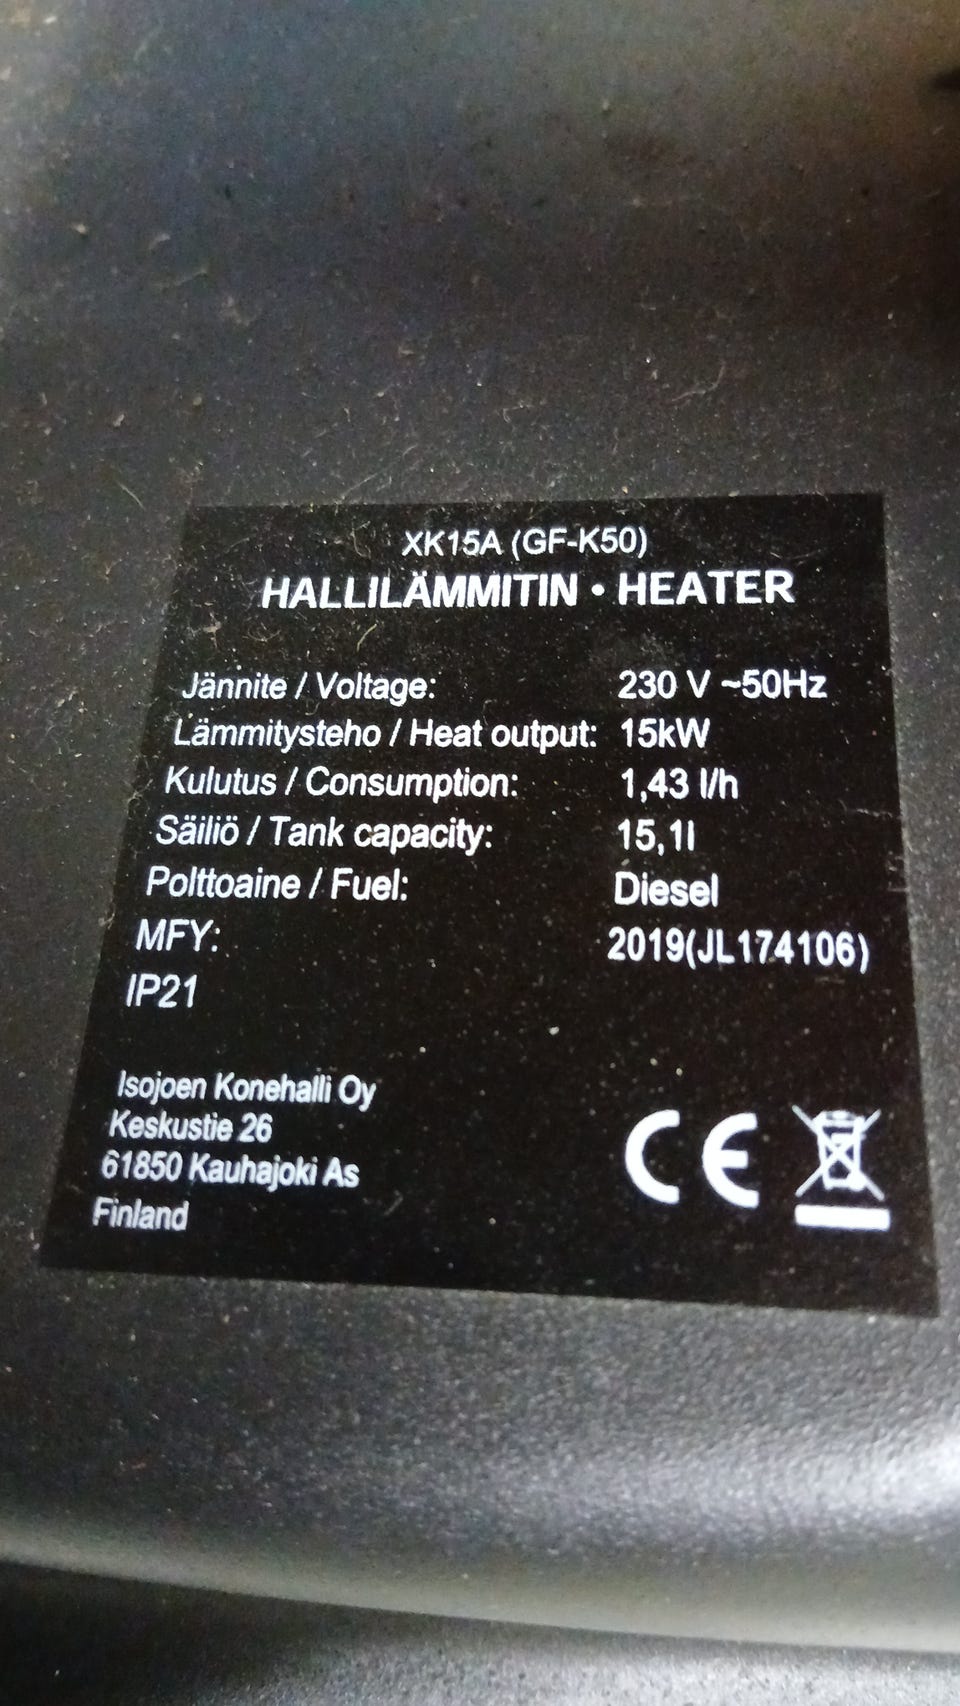 XK15A (GF-K50)
HALLILÄMMITIN • HEATER
Jännite / Voltage: 230 V ~50Hz
Lämmitysteho / Heat output: 15kW
Kulutus / Consumption: 1,43 l/h
Säiliö / Tank capacity: 15,1l
Polttoaine / Fuel: Diesel
MFY: 2019(JL174106)
IP21
Isojoen Konehalli Oy
Keskustie 26
61850 Kauhajoki As
Finland
CE